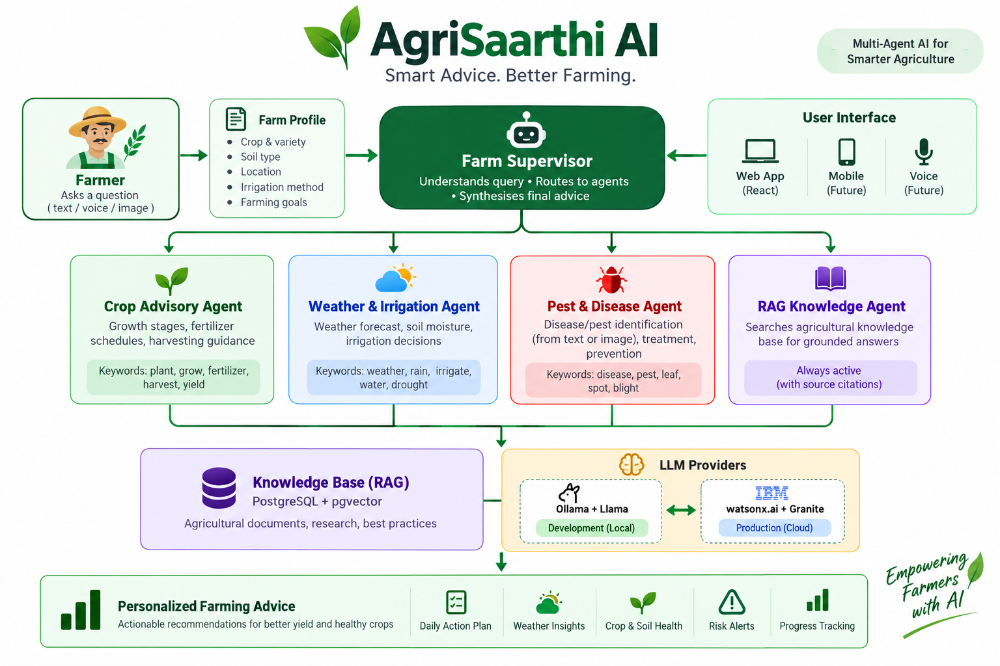 AgriSaarthi AI
Smart Advice. Better Farming.
Multi-Agent AI for
Smarter Agriculture
Farmer
Asks a question
( text / voice / image )
Farm Profile
• Crop & variety
• Soil type
• Location
• Irrigation method
• Farming goals
Farm Supervisor
Understands query • Routes to agents
• Synthesises final advice
User Interface
Web App
(React)
Mobile
(Future)
Voice
(Future)
Crop Advisory Agent
Growth stages, fertilizer
schedules, harvesting guidance
Keywords: plant, grow, fertilizer,
harvest, yield
Weather & Irrigation Agent
Weather forecast, soil moisture,
irrigation decisions
Keywords: weather, rain, irrigate,
water, drought
Pest & Disease Agent
Disease/pest identification
(from text or image), treatment,
prevention
Keywords: disease, pest, leaf,
spot, blight
RAG Knowledge Agent
Searches agricultural knowledge
base for grounded answers
Always active
(with source citations)
Knowledge Base (RAG)
PostgreSQL + pgvector
Agricultural documents, research, best practices
LLM Providers
Ollama + Llama
Development (Local)
IBM
watsonx.ai + Granite
Production (Cloud)
Personalized Farming Advice
Actionable recommendations for better yield and healthy crops
Daily Action Plan
Weather Insights
Crop & Soil Health
Risk Alerts
Progress Tracking
Empowering
Farmers
with AI